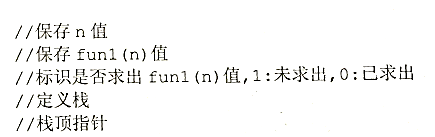 //保存 n 值
//保存 fun1(n)值
//标识是否求出 fun1(n)值,1:未求出,0:已求出
//定义栈
//栈顶指针